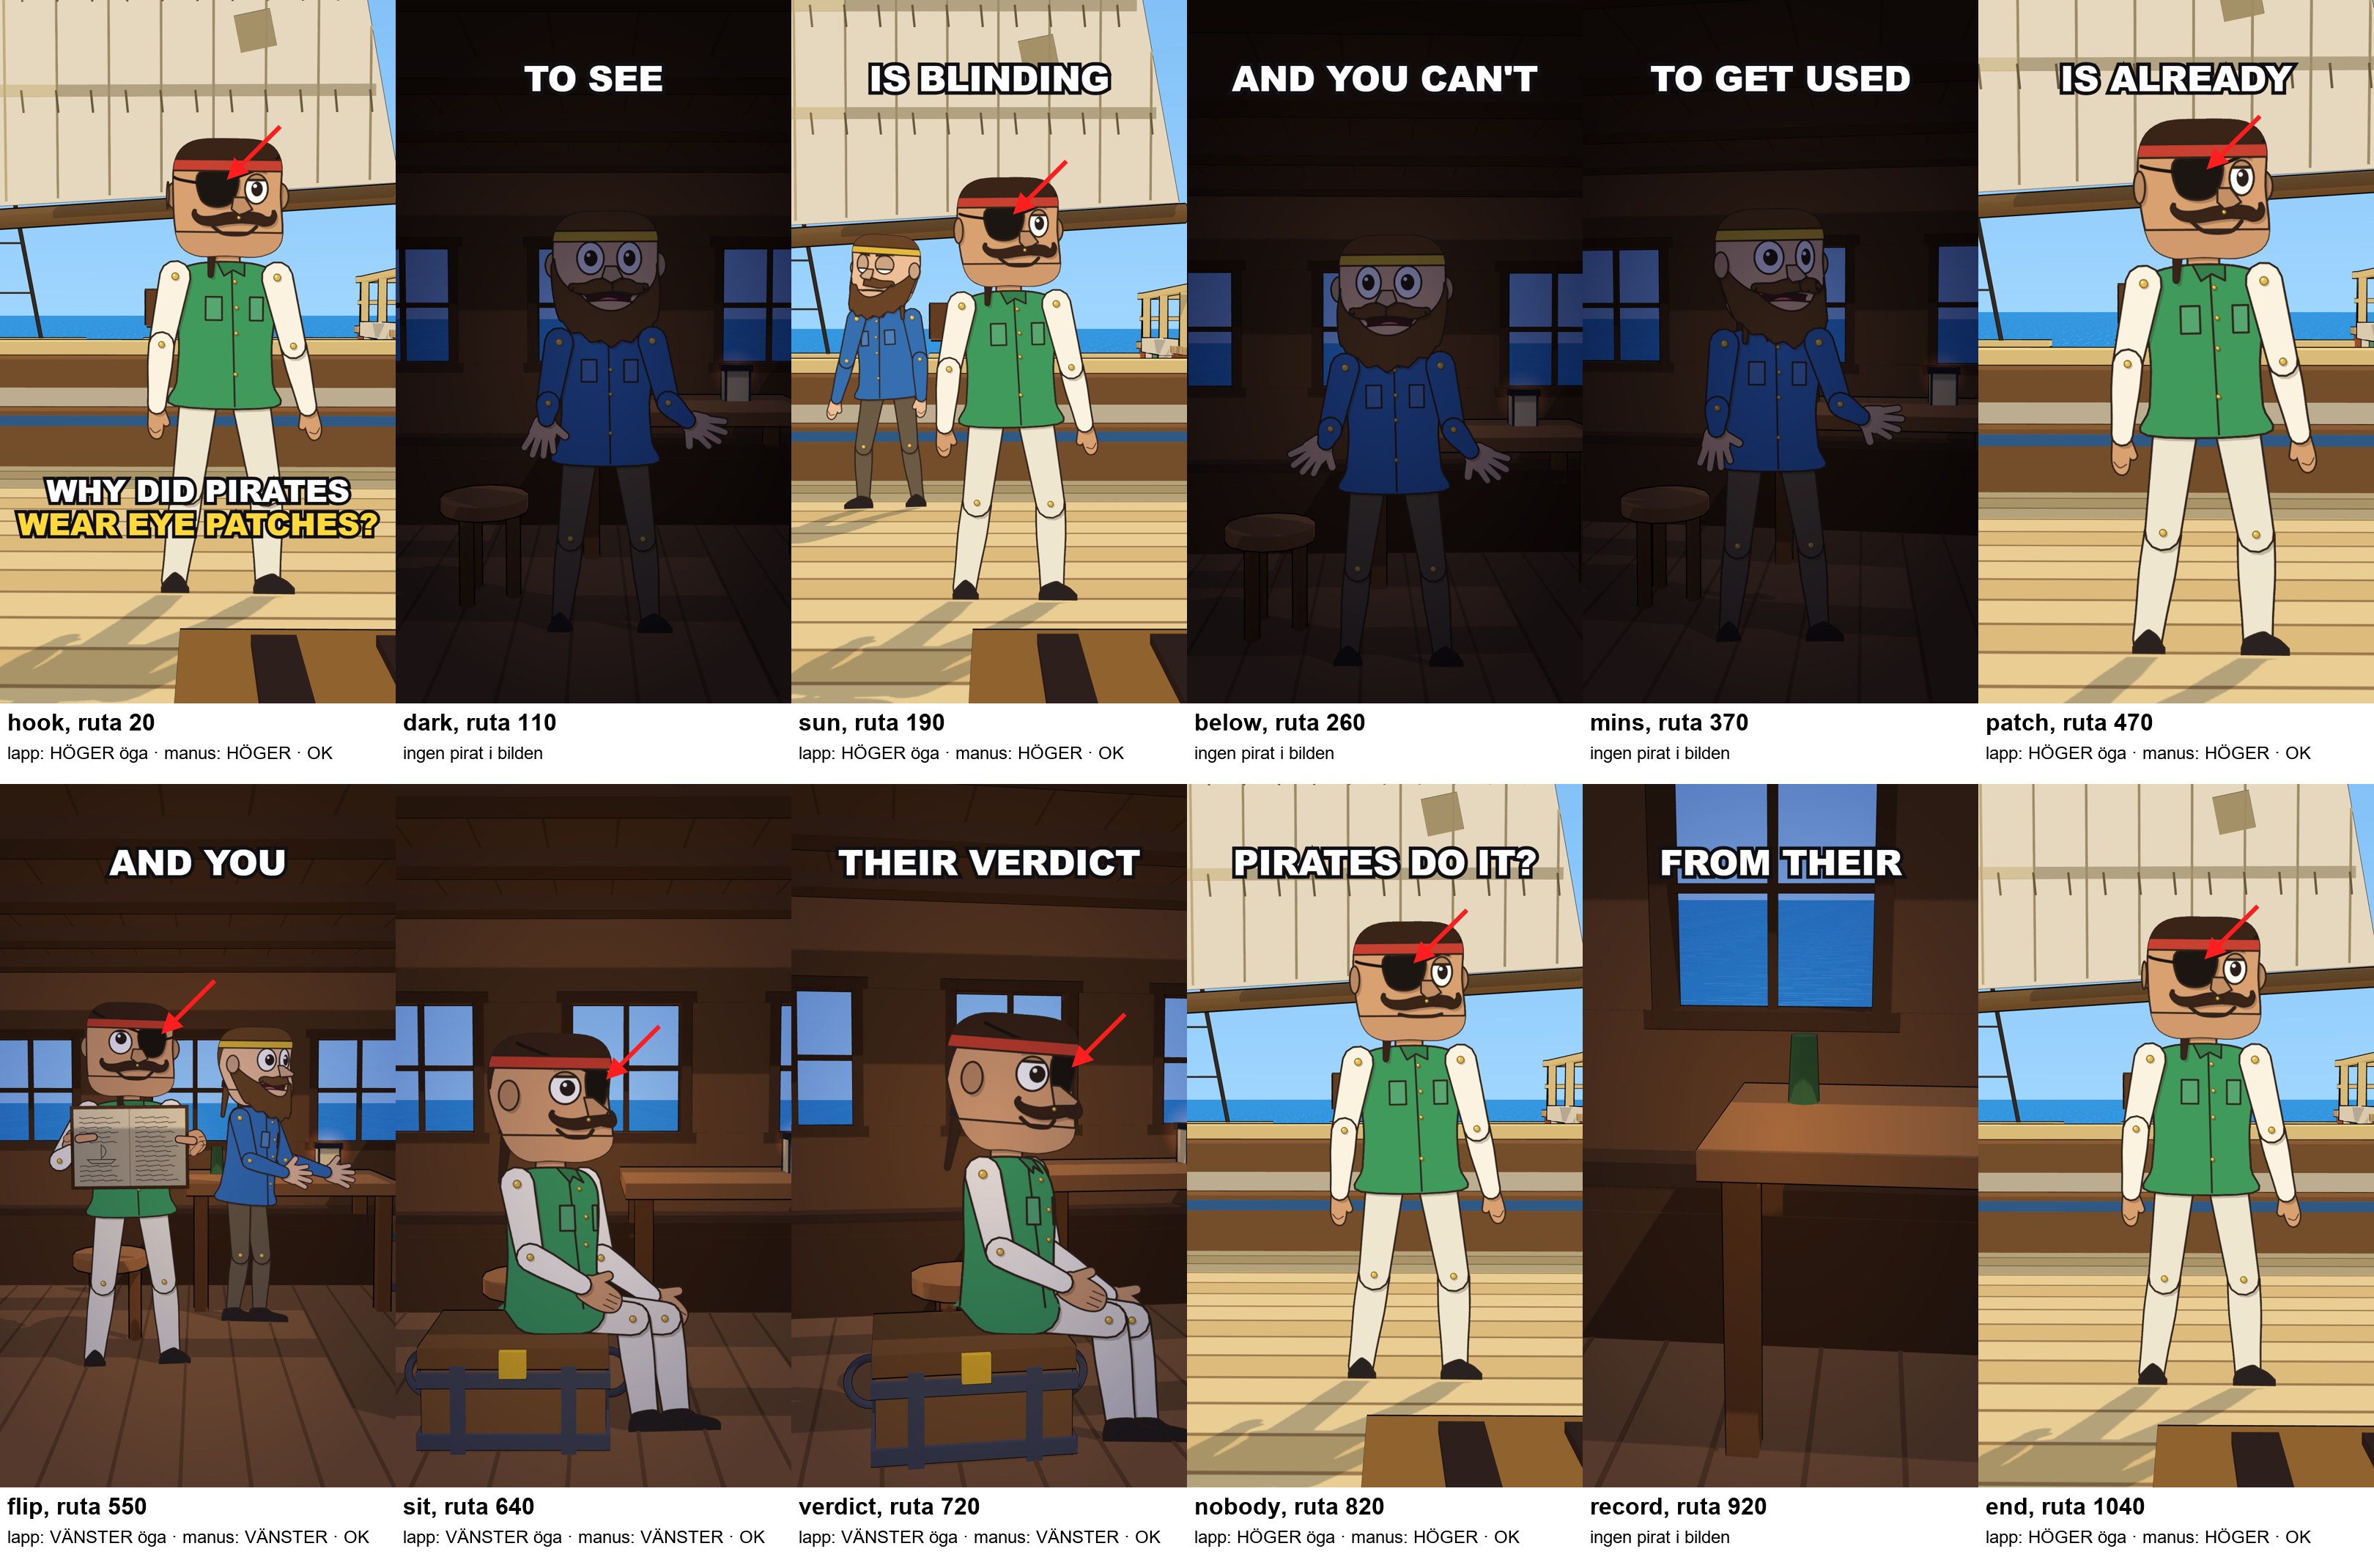 WHY DID PIRATES
WEAR EYE PATCHES?
hook, ruta 20
lapp: HÖGER öga · manus: HÖGER · OK
TO SEE
dark, ruta 110
ingen pirat i bilden
IS BLINDING
sun, ruta 190
lapp: HÖGER öga · manus: HÖGER · OK
AND YOU CAN'T
below, ruta 260
ingen pirat i bilden
TO GET USED
mins, ruta 370
ingen pirat i bilden
IS ALREADY
patch, ruta 470
lapp: HÖGER öga · manus: HÖGER · OK
AND YOU
flip, ruta 550
lapp: VÄNSTER öga · manus: VÄNSTER · OK
sit, ruta 640
lapp: VÄNSTER öga · manus: VÄNSTER · OK
THEIR VERDICT
verdict, ruta 720
lapp: VÄNSTER öga · manus: VÄNSTER · OK
PIRATES DO IT?
nobody, ruta 820
lapp: HÖGER öga · manus: HÖGER · OK
FROM THEIR
record, ruta 920
ingen pirat i bilden
end, ruta 1040
lapp: HÖGER öga · manus: HÖGER · OK